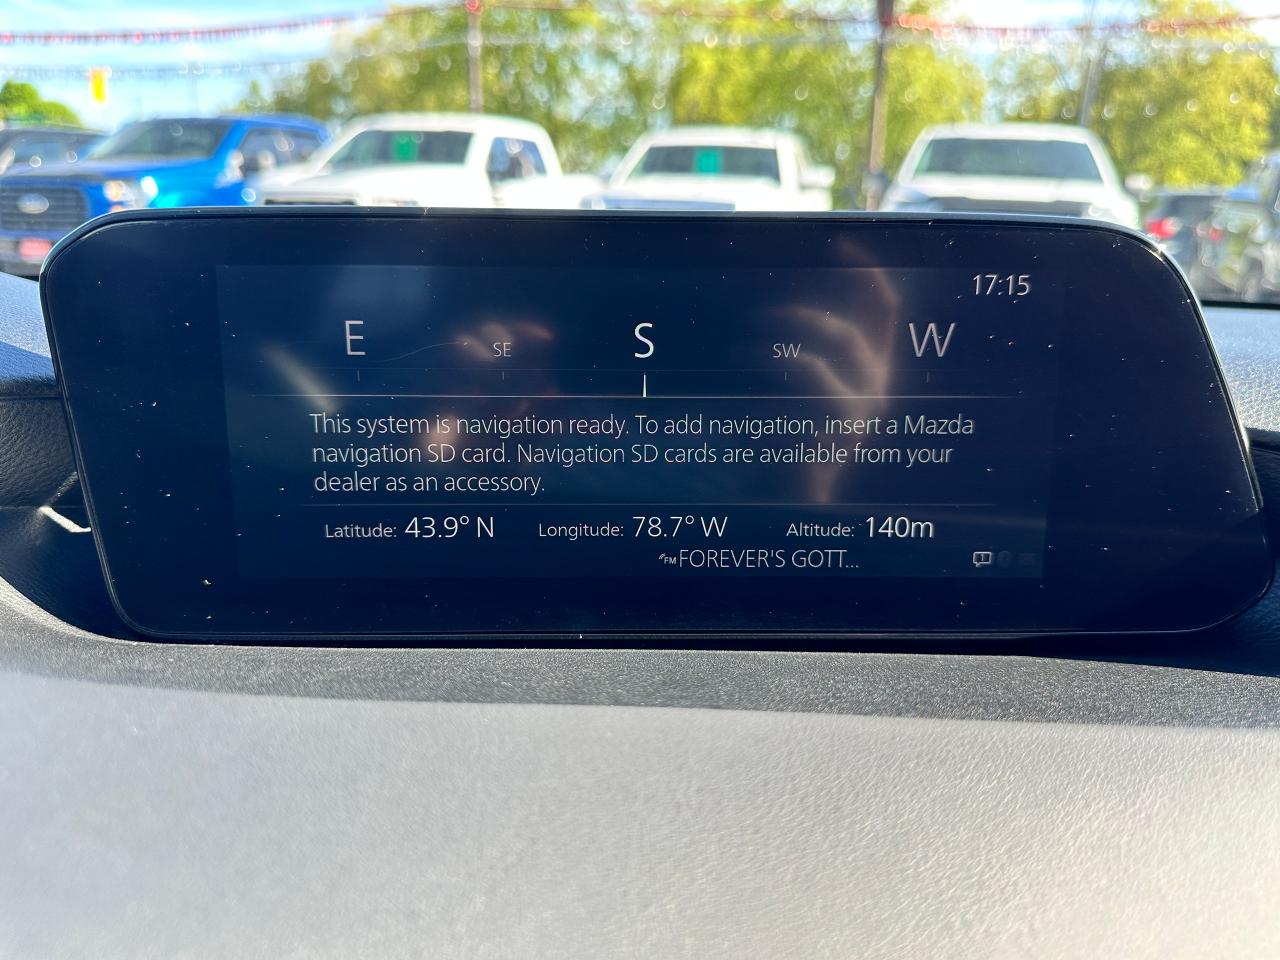 17:15
E SE S SW W
This system is navigation ready. To add navigation, insert a Mazda
navigation SD card. Navigation SD cards are available from your
dealer as an accessory.
Latitude: 43.9° N Longitude: 78.7° W Altitude: 140m
FM FOREVER'S GOTT...